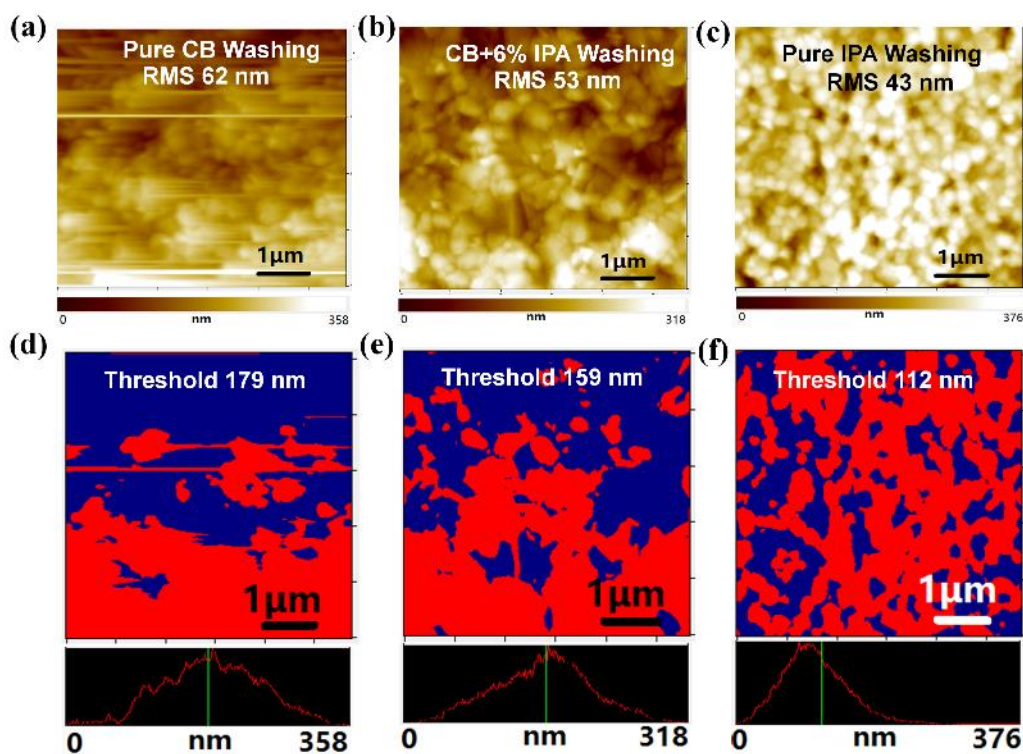 (a)
Pure CB Washing
RMS 62 nm
1μm
0 nm 358
(b)
CB+6% IPA Washing
RMS 53 nm
1μm
0 nm 318
(c)
Pure IPA Washing
RMS 43 nm
1μm
0 nm 376
(d)
Threshold 179 nm
1μm
0 nm 358
(e)
Threshold 159 nm
1μm
0 nm 318
(f)
Threshold 112 nm
1μm
0 nm 376